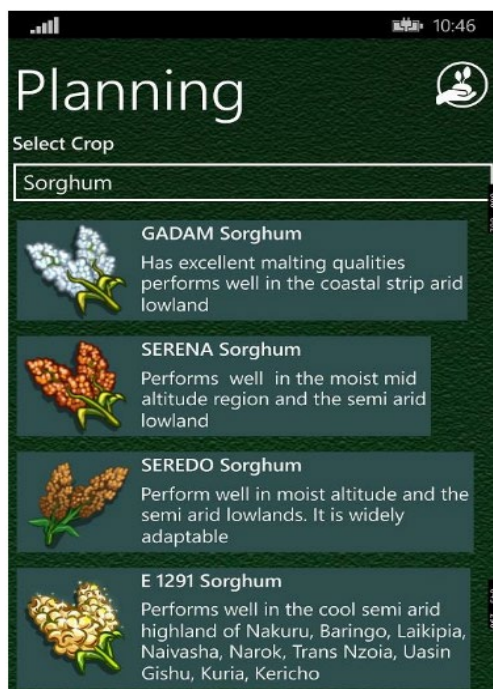 10:46
Planning
Select Crop
Sorghum
GADAM Sorghum
Has excellent malting qualities
performs well in the coastal strip arid
lowland
SERENA Sorghum
Performs well in the moist mid
altitude region and the semi arid
lowland
SEREDO Sorghum
Perform well in moist altitude and the
semi arid lowlands. It is widely
adaptable
E 1291 Sorghum
Performs well in the cool semi arid
highland of Nakuru, Baringo, Laikipia,
Naivasha, Narok, Trans Nzoia, Uasin
Gishu, Kuria, Kericho